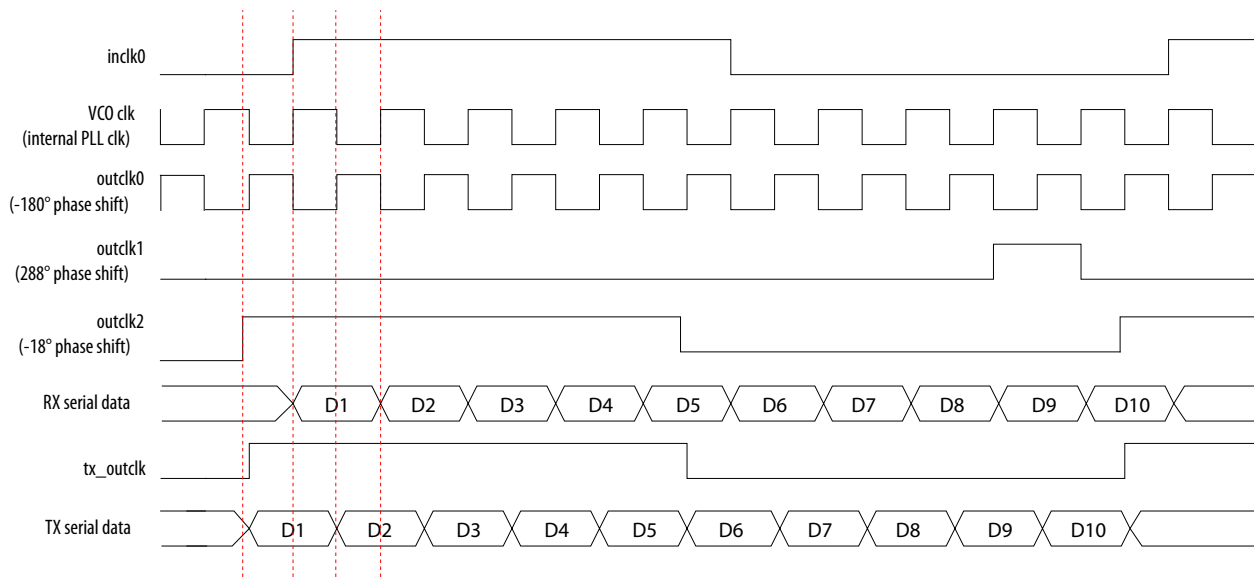 inclk0
VCO clk
(internal PLL clk)
outclk0
(-180° phase shift)
outclk1
(288° phase shift)
outclk2
(-18° phase shift)
RX serial data
D1 D2 D3 D4 D5 D6 D7 D8 D9 D10
tx_outclk
TX serial data
D1 D2 D3 D4 D5 D6 D7 D8 D9 D10